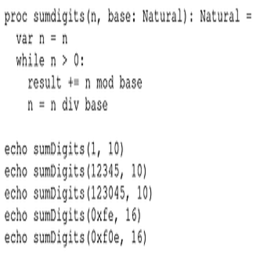 proc sumdigits(n, base: Natural): Natural =
  var n = n
  while n > 0:
    result += n mod base
    n = n div base

echo sumDigits(1, 10)
echo sumDigits(12345, 10)
echo sumDigits(123045, 10)
echo sumDigits(0xfe, 16)
echo sumDigits(0xf0e, 16)